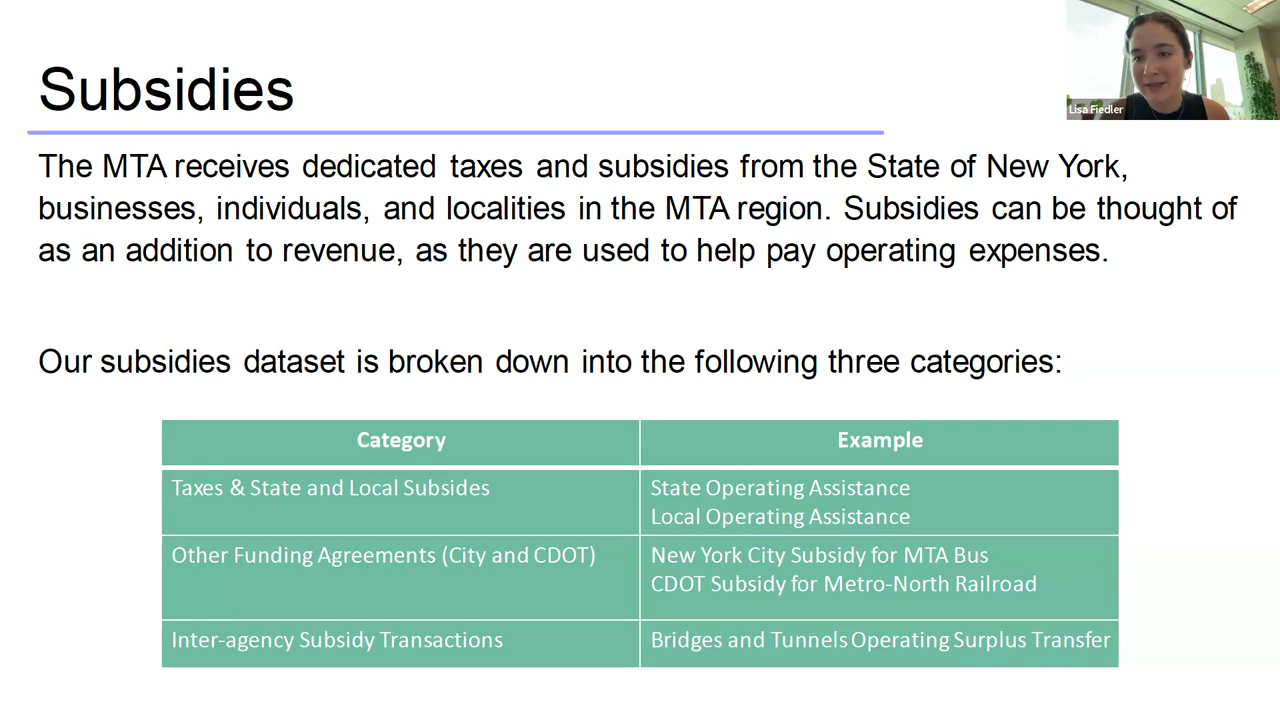 Subsidies
Lisa Fiedler
The MTA receives dedicated taxes and subsidies from the State of New York,
businesses, individuals, and localities in the MTA region. Subsidies can be thought of
as an addition to revenue, as they are used to help pay operating expenses.
Our subsidies dataset is broken down into the following three categories:
Category
Example
Taxes & State and Local Subsides
State Operating Assistance
Local Operating Assistance
Other Funding Agreements (City and CDOT)
New York City Subsidy for MTA Bus
CDOT Subsidy for Metro-North Railroad
Inter-agency Subsidy Transactions
Bridges and Tunnels Operating Surplus Transfer